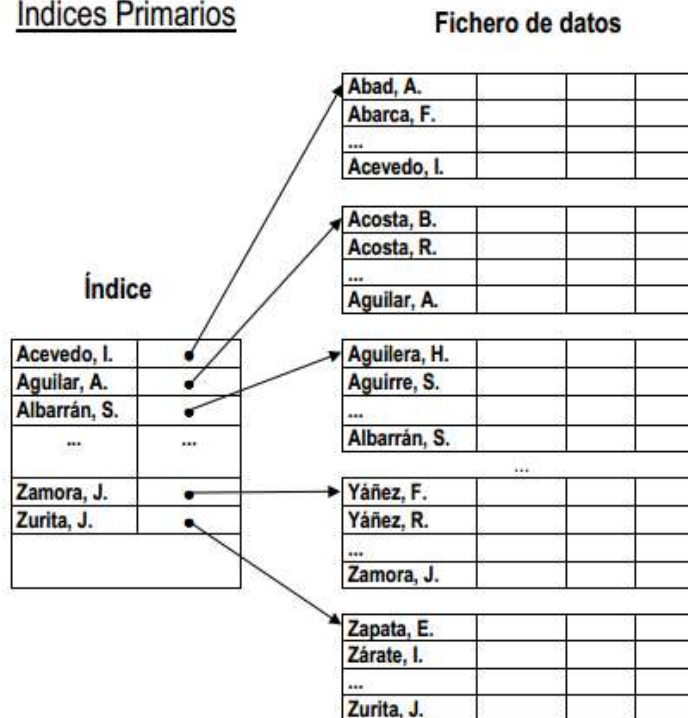 Indices Primarios
Fichero de datos
Abad, A.
Abarca, F.
...
Acevedo, I.
Acosta, B.
Acosta, R.
...
Aguilar, A.
Índice
Acevedo, I.
Aguilar, A.
Albarrán, S.
... ...
Zamora, J.
Zurita, J.
Aguilera, H.
Aguirre, S.
...
Albarrán, S.
...
Yáñez, F.
Yáñez, R.
...
Zamora, J.
Zapata, E.
Zárate, I.
...
Zurita, J.